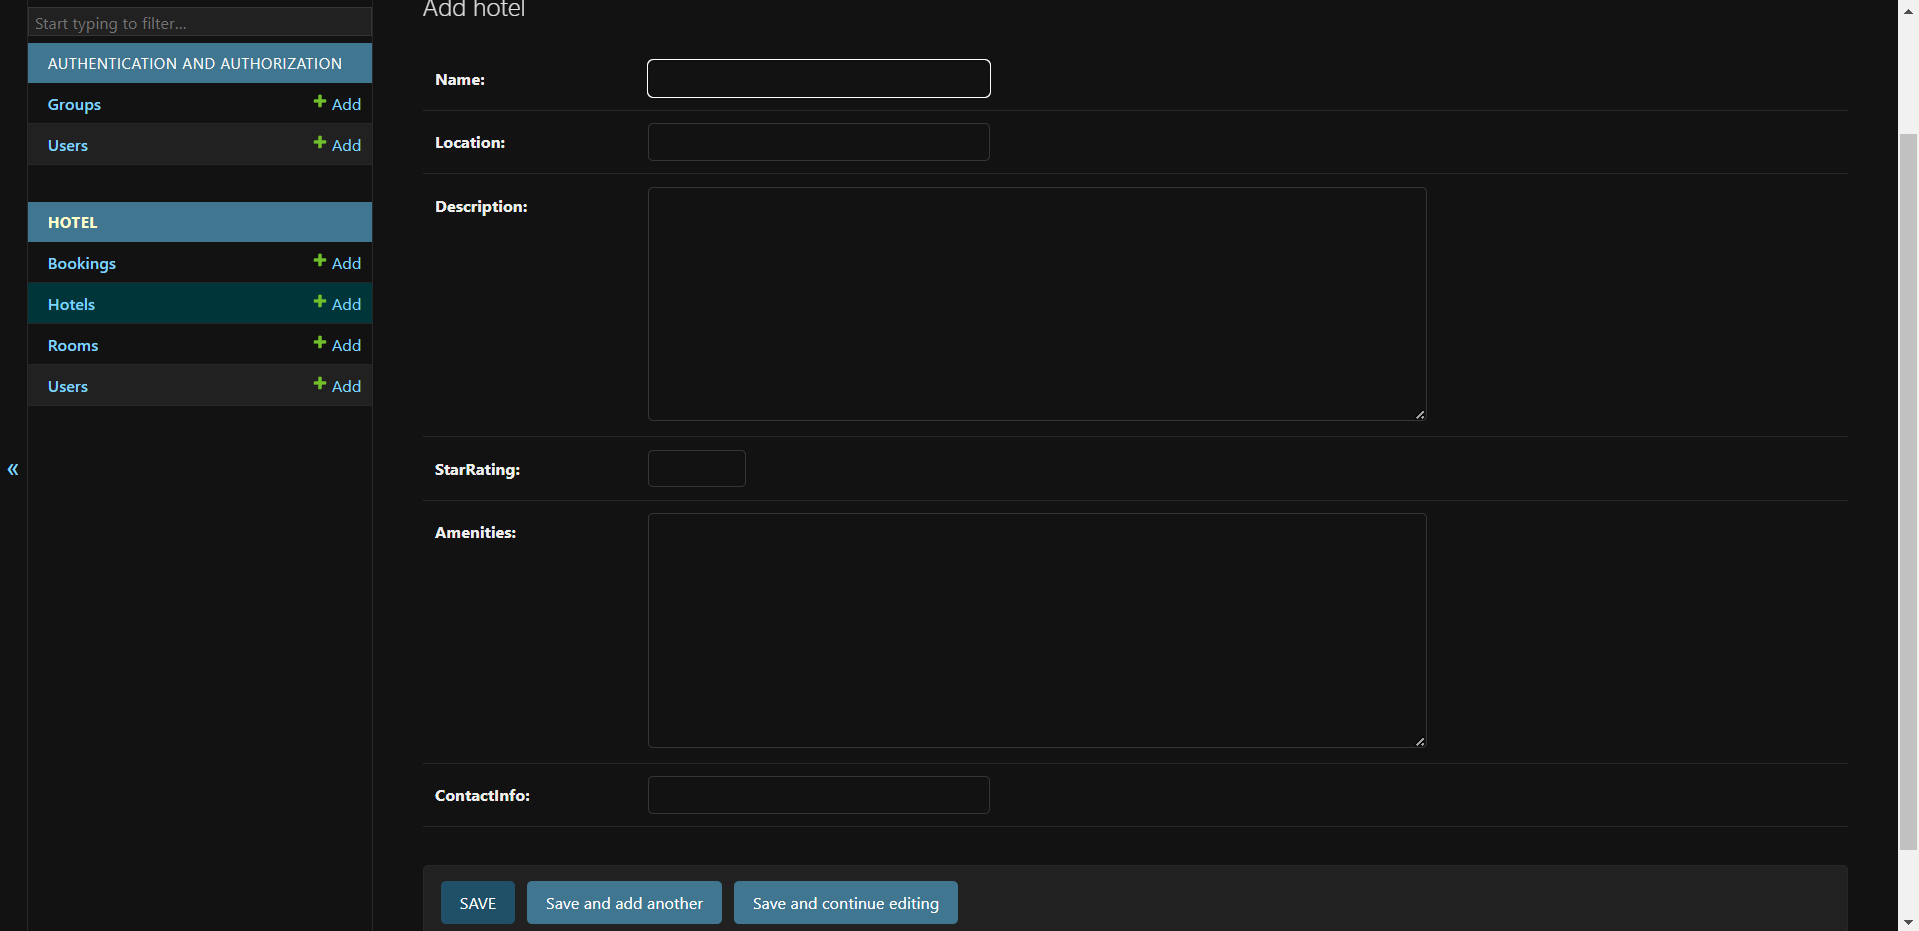 Start typing to filter...
AUTHENTICATION AND AUTHORIZATION
Groups + Add
Users + Add
HOTEL
Bookings + Add
Hotels + Add
Rooms + Add
Users + Add
«
Add hotel
Name:
Location:
Description:
StarRating:
Amenities:
ContactInfo:
SAVE Save and add another Save and continue editing